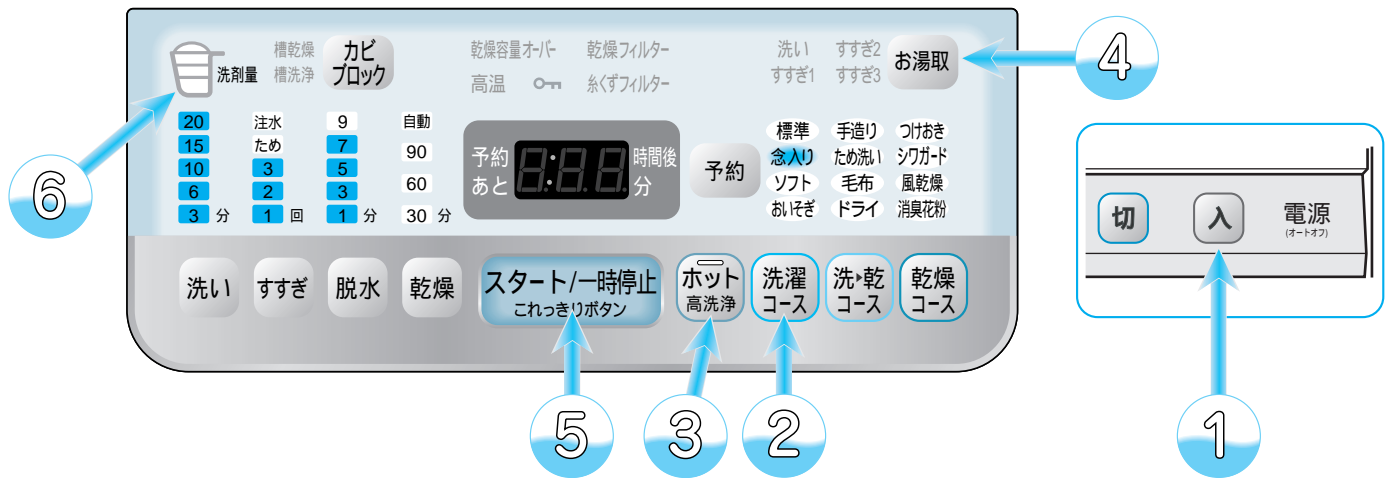 槽乾燥
槽洗浄
洗剤量
カビ
ブロック
乾燥容量オーバー
乾燥フィルター
高温
糸くずフィルター
洗い
すすぎ2
すすぎ1
すすぎ3
お湯取
4
20
15
10
6
3 分
注水
ため
3
2
1 回
9
7
5
3
1 分
自動
90
60
30 分
予約
時間後
あと
8:88
分
予約
標準
手造り
つけおき
念入り
ため洗い
シワガード
ソフト
毛布
風乾燥
おいそぎ
ドライ
消臭花粉
6
洗い
すすぎ
脱水
乾燥
スタート/一時停止
これっきりボタン
ホット
高洗浄
洗濯
コース
洗▸乾
コース
乾燥
コース
5
3
2
切
入
電源
(オートオフ)
1